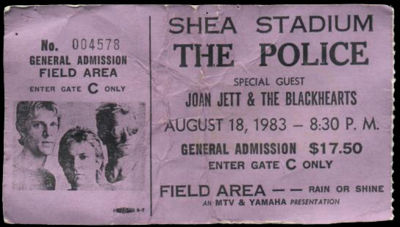 No. 004578
GENERAL ADMISSION
FIELD AREA
ENTER GATE C ONLY
SHEA STADIUM
THE POLICE
SPECIAL GUEST
JOAN JETT & THE BLACKHEARTS
AUGUST 18, 1983 - 8:30 P. M.
GENERAL ADMISSION $17.50
ENTER GATE C ONLY
FIELD AREA -- RAIN OR SHINE
AN MTV & YAMAHA PRESENTATION